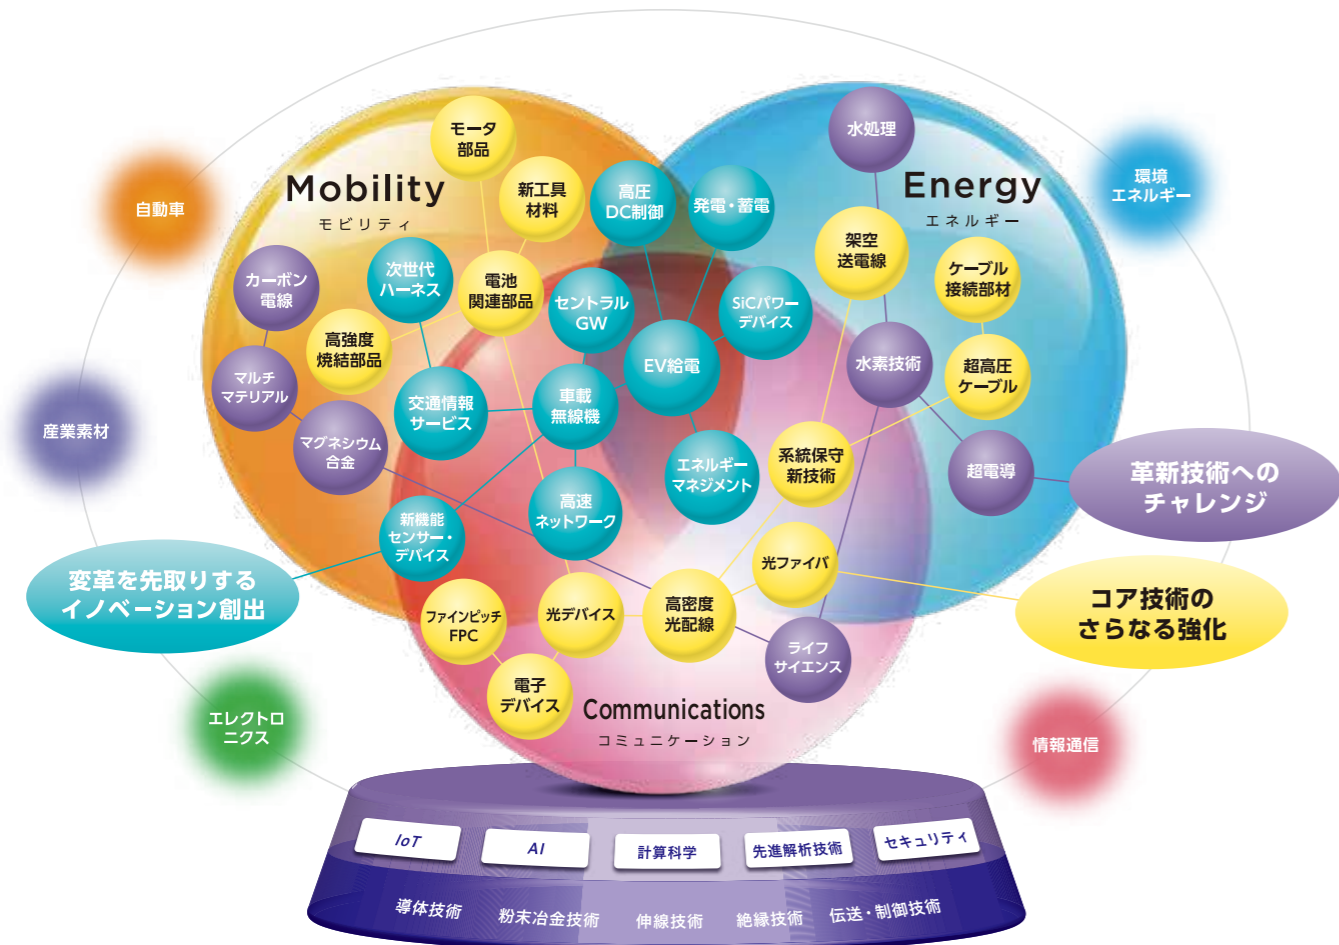 モータ
部品
水処理
Mobility
モビリティ
新工具
材料
高圧
DC制御
発電・蓄電
Energy
エネルギー
環境
エネルギー
自動車
カーボン
電線
次世代
ハーネス
電池
関連部品
セントラル
GW
SiCパワー
デバイス
架空
送電線
ケーブル
接続部材
高強度
焼結部品
マルチ
マテリアル
EV給電
水素技術
超高圧
ケーブル
産業素材
交通情報
サービス
車載
無線機
マグネシウム
合金
エネルギー
マネジメント
系統保守
新技術
超電導
革新技術への
チャレンジ
高速
ネットワーク
新機能
センサー・
デバイス
変革を先取りする
イノベーション創出
光ファイバ
コア技術の
さらなる強化
ファインピッチ
FPC
光デバイス
高密度
光配線
ライフ
サイエンス
電子
デバイス
Communications
コミュニケーション
エレクトロ
ニクス
情報通信
IoT
AI
計算科学
先進解析技術
セキュリティ
導体技術
粉末冶金技術
伸線技術
絶縁技術
伝送・制御技術